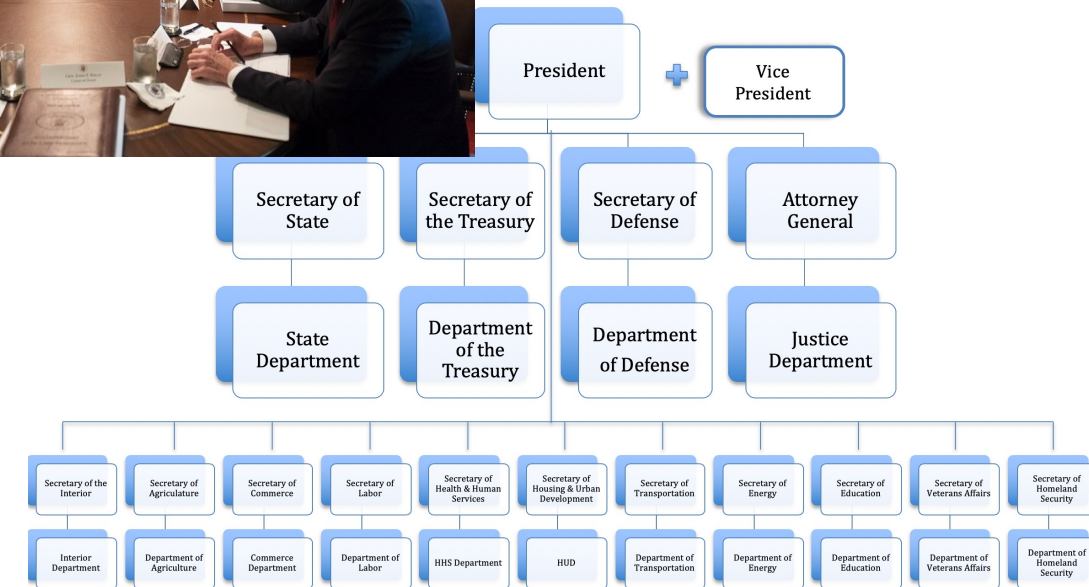 President
Vice
President
Secretary of
State
Secretary of
the Treasury
Secretary of
Defense
Attorney
General
State
Department
Department
of the
Treasury
Department
of Defense
Justice
Department
Secretary of the
Interior
Secretary of
Agriculture
Secretary of
Commerce
Secretary of
Labor
Secretary of
Health & Human
Services
Secretary of
Housing & Urban
Development
Secretary of
Transportation
Secretary of
Energy
Secretary of
Education
Secretary of
Veterans Affairs
Secretary of
Homeland
Security
Interior
Department
Department of
Agriculture
Commerce
Department
Department of
Labor
HHS Department
HUD
Department of
Transportation
Department of
Energy
Department of
Education
Department of
Veterans Affairs
Department of
Homeland
Security